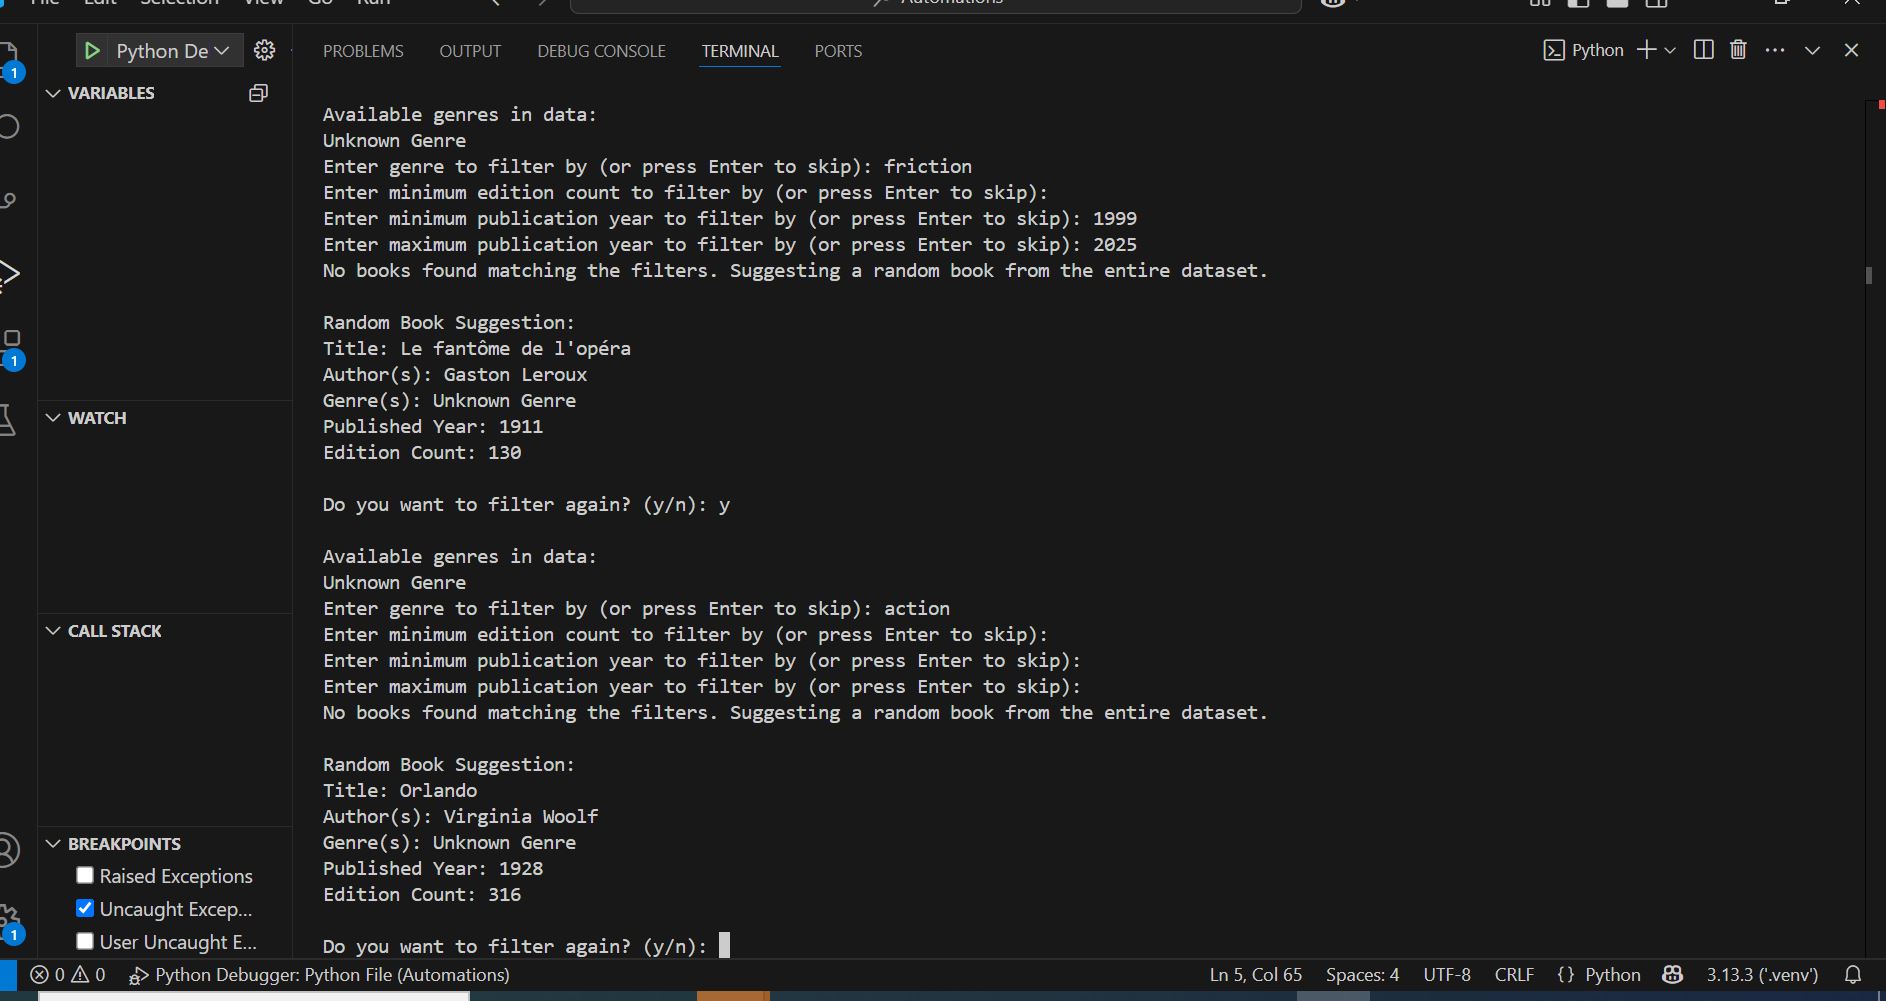 Automations
Python De
PROBLEMS
OUTPUT
DEBUG CONSOLE
TERMINAL
PORTS
Python
1
VARIABLES
Available genres in data:
Unknown Genre
Enter genre to filter by (or press Enter to skip): friction
Enter minimum edition count to filter by (or press Enter to skip):
Enter minimum publication year to filter by (or press Enter to skip): 1999
Enter maximum publication year to filter by (or press Enter to skip): 2025
No books found matching the filters. Suggesting a random book from the entire dataset.
Random Book Suggestion:
Title: Le fantôme de l'opéra
Author(s): Gaston Leroux
Genre(s): Unknown Genre
Published Year: 1911
Edition Count: 130
1
WATCH
Do you want to filter again? (y/n): y
Available genres in data:
Unknown Genre
Enter genre to filter by (or press Enter to skip): action
Enter minimum edition count to filter by (or press Enter to skip):
Enter minimum publication year to filter by (or press Enter to skip):
Enter maximum publication year to filter by (or press Enter to skip):
No books found matching the filters. Suggesting a random book from the entire dataset.
CALL STACK
Random Book Suggestion:
Title: Orlando
Author(s): Virginia Woolf
Genre(s): Unknown Genre
Published Year: 1928
Edition Count: 316
Do you want to filter again? (y/n):
BREAKPOINTS
Raised Exceptions
Uncaught Excep...
User Uncaught E...
1
0 0 Python Debugger: Python File (Automations)
Ln 5, Col 65 Spaces: 4 UTF-8 CRLF {} Python 3.13.3 ('.venv')